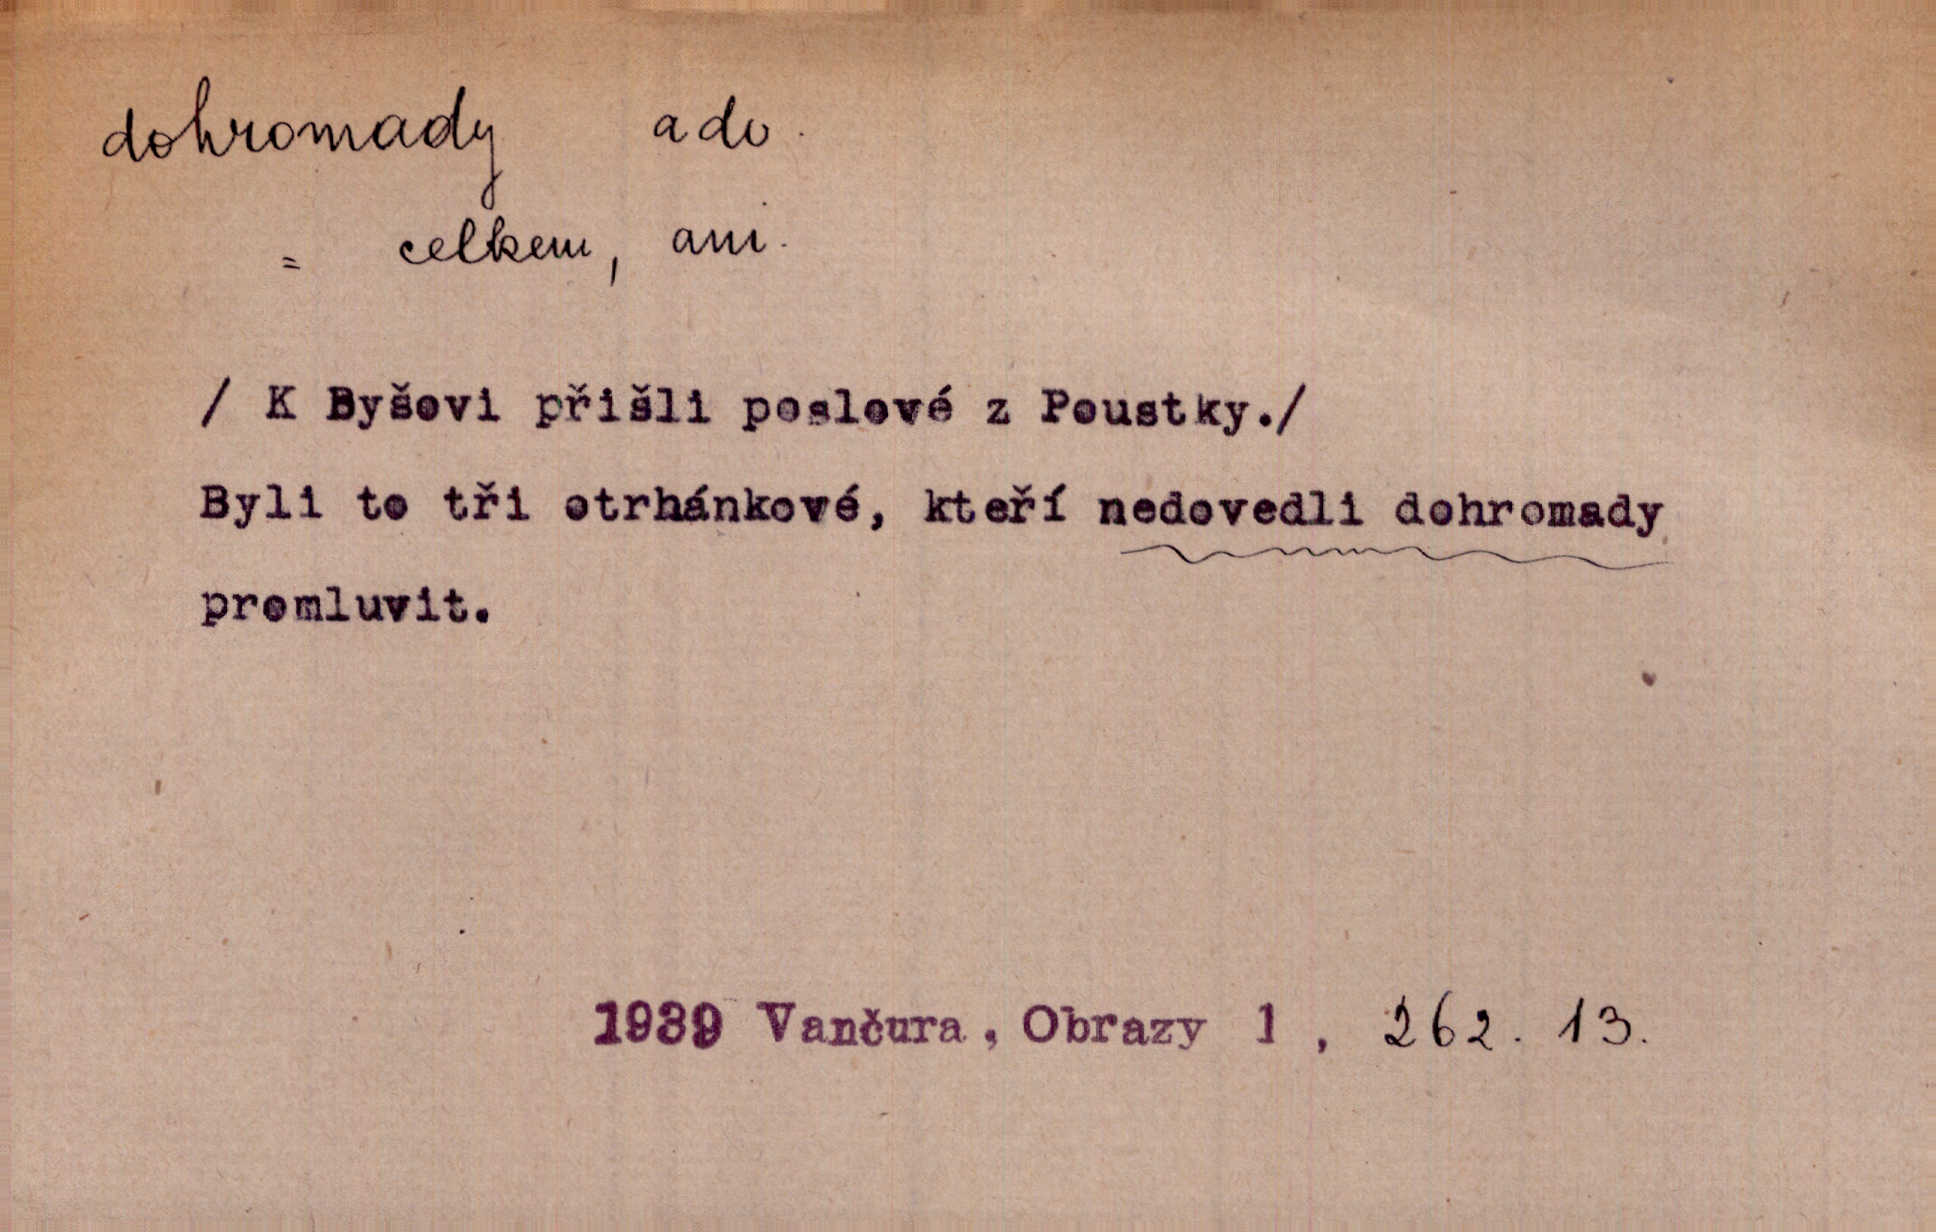 dohromady adv.
= celkem, ani.
/ K Byšovi přišli poslové z Poustky./
Byli to tři otrhánkové, kteří nedovedli dohromady
promluvit.
1939 Vančura, Obrazy 1, 262. 13.